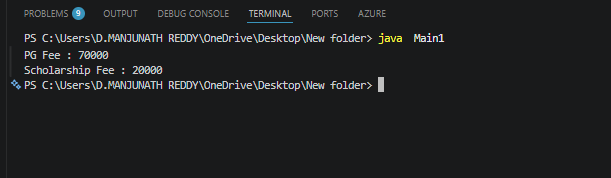 PROBLEMS 9 OUTPUT DEBUG CONSOLE TERMINAL PORTS AZURE
PS C:\Users\D.MANJUNATH REDDY\OneDrive\Desktop\New folder> java  Main1
PG Fee : 70000
Scholarship Fee : 20000
PS C:\Users\D.MANJUNATH REDDY\OneDrive\Desktop\New folder>